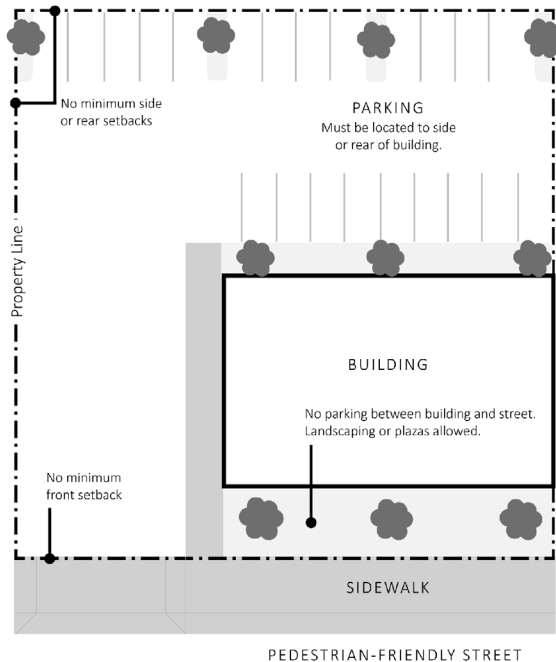 No minimum side
or rear setbacks
PARKING
Must be located to side
or rear of building.
Property Line
BUILDING
No parking between building and street.
Landscaping or plazas allowed.
No minimum
front setback
SIDEWALK
PEDESTRIAN-FRIENDLY STREET